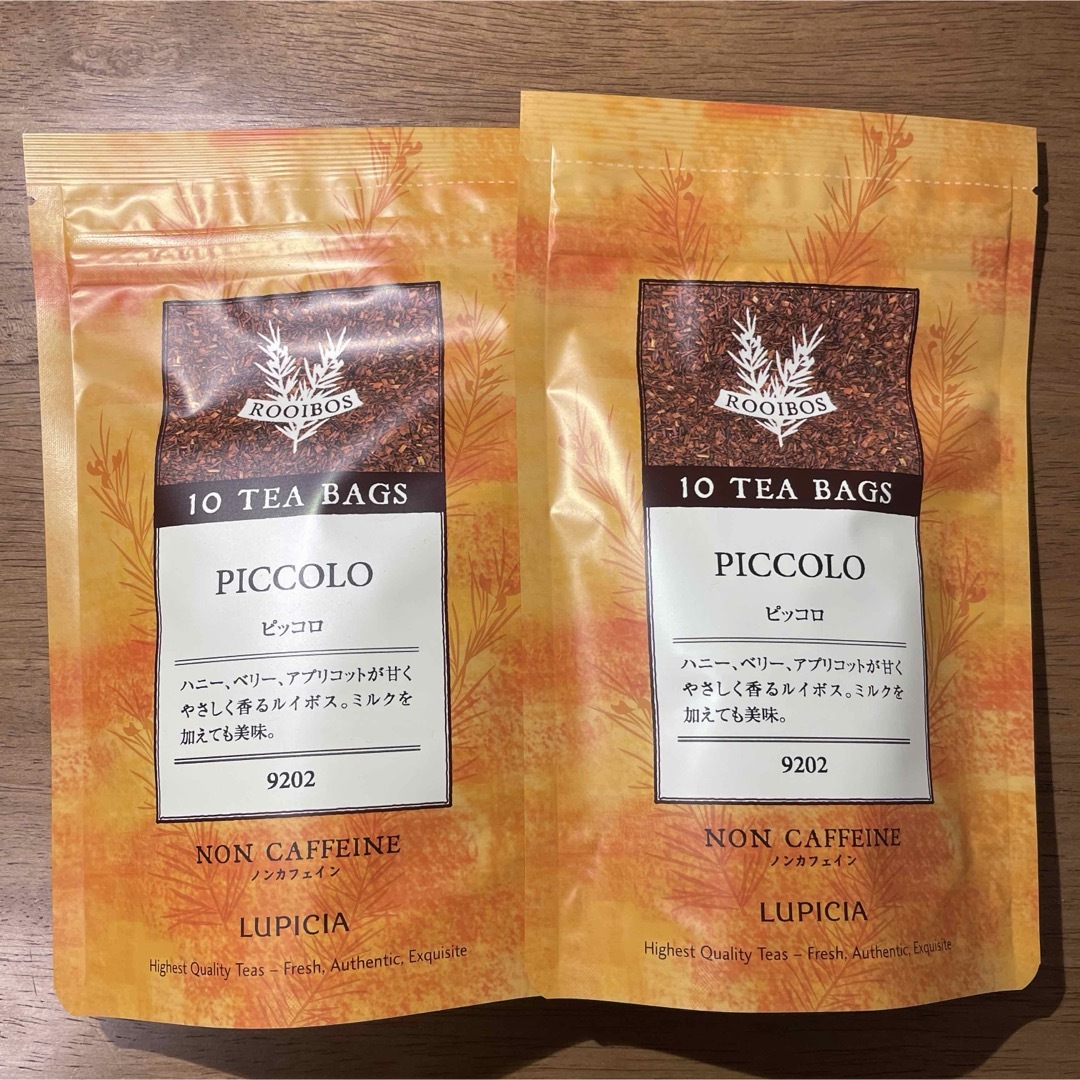 ROOIBOS
10 TEA BAGS
PICCOLO
ピッコロ
ハニー、ベリー、アプリコットが甘く
やさしく香るルイボス。ミルクを
加えても美味。
9202
NON CAFFEINE
ノンカフェイン
LUPICIA
Highest Quality Teas – Fresh, Authentic, Exquisite
ROOIBOS
10 TEA BAGS
PICCOLO
ピッコロ
ハニー、ベリー、アプリコットが甘く
やさしく香るルイボス。ミルクを
加えても美味。
9202
NON CAFFEINE
ノンカフェイン
LUPICIA
Highest Quality Teas – Fresh, Authentic, Exquisite